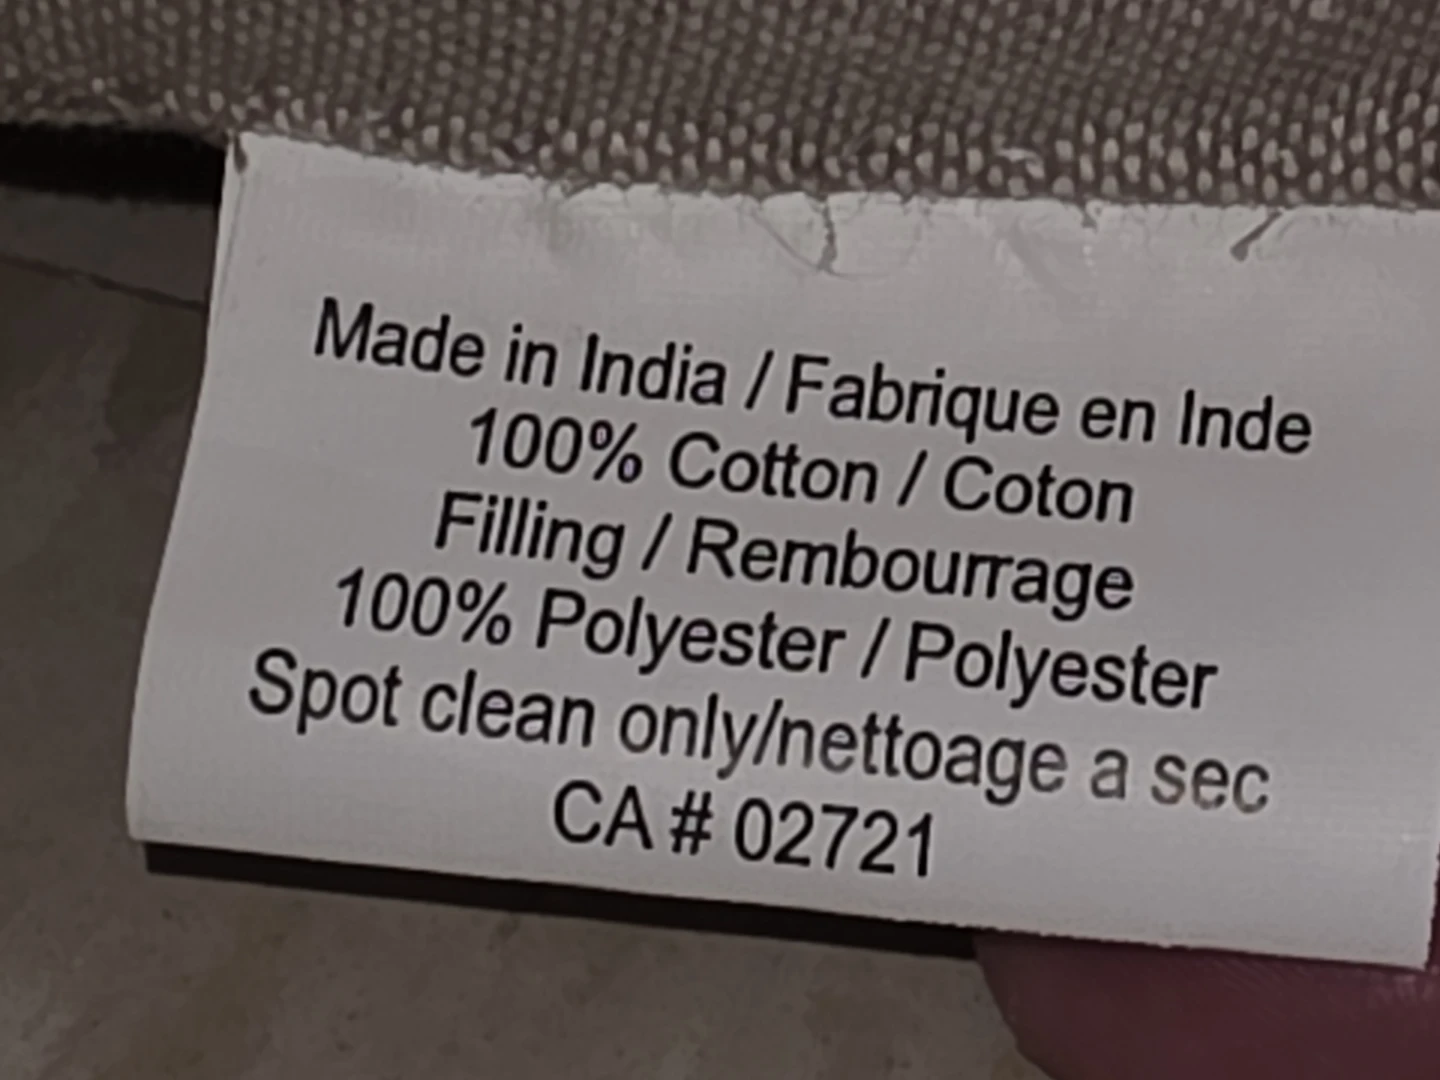 Made in India / Fabrique en Inde
100% Cotton / Coton
Filling / Rembourrage
100% Polyester / Polyester
Spot clean only/nettoage a sec
CA # 02721